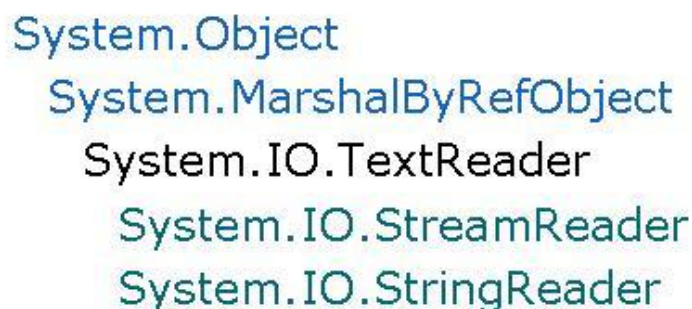 System.Object
System.MarshalByRefObject
System.IO.TextReader
System.IO.StreamReader
System.IO.StringReader